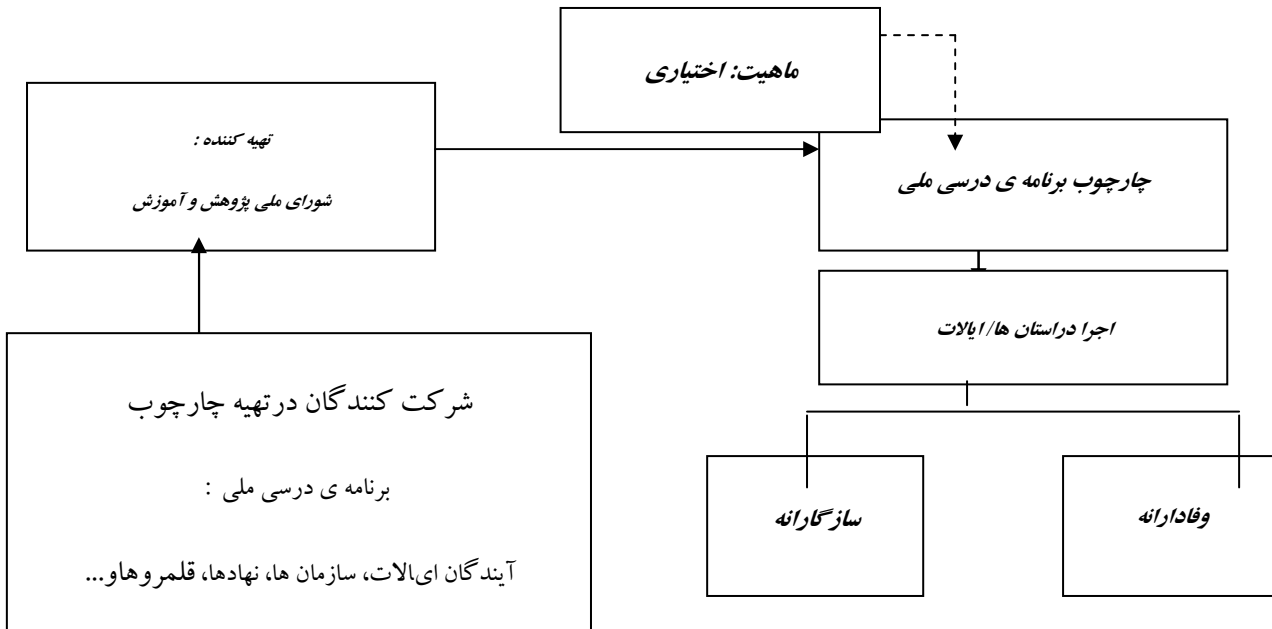 ماهیت: اختیاری
تهیه کننده :
شورای ملی پژوهش و آموزش
چارچوب برنامه ی درسی ملی
اجرا دراستان ها/ ایالات
شرکت کنندگان درتهیه چارچوب
برنامه ی درسی ملی :
آیندگان ای‍الات، سازمان ها، نهادها، قلمروهاو...
سازگارانه
وفادارانه